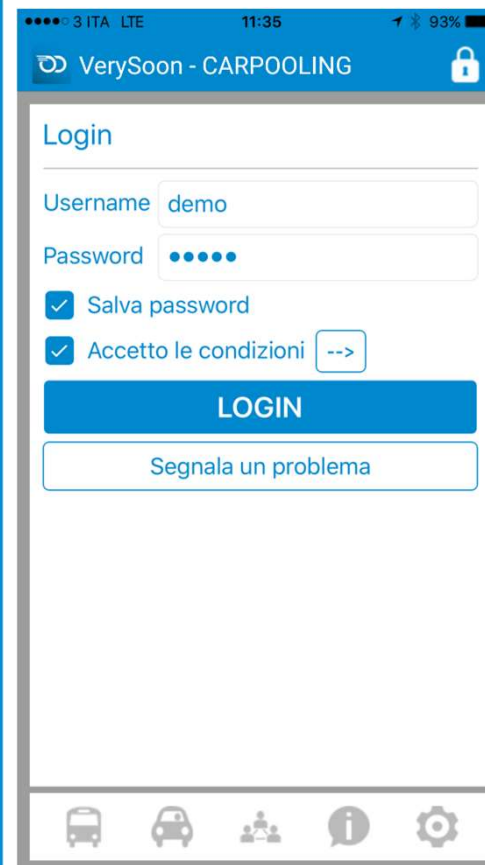 3 ITA LTE 11:35 93%
VerySoon - CARPOOLING
Login
Username demo
Password •••••
Salva password
Accetto le condizioni -->
LOGIN
Segnala un problema